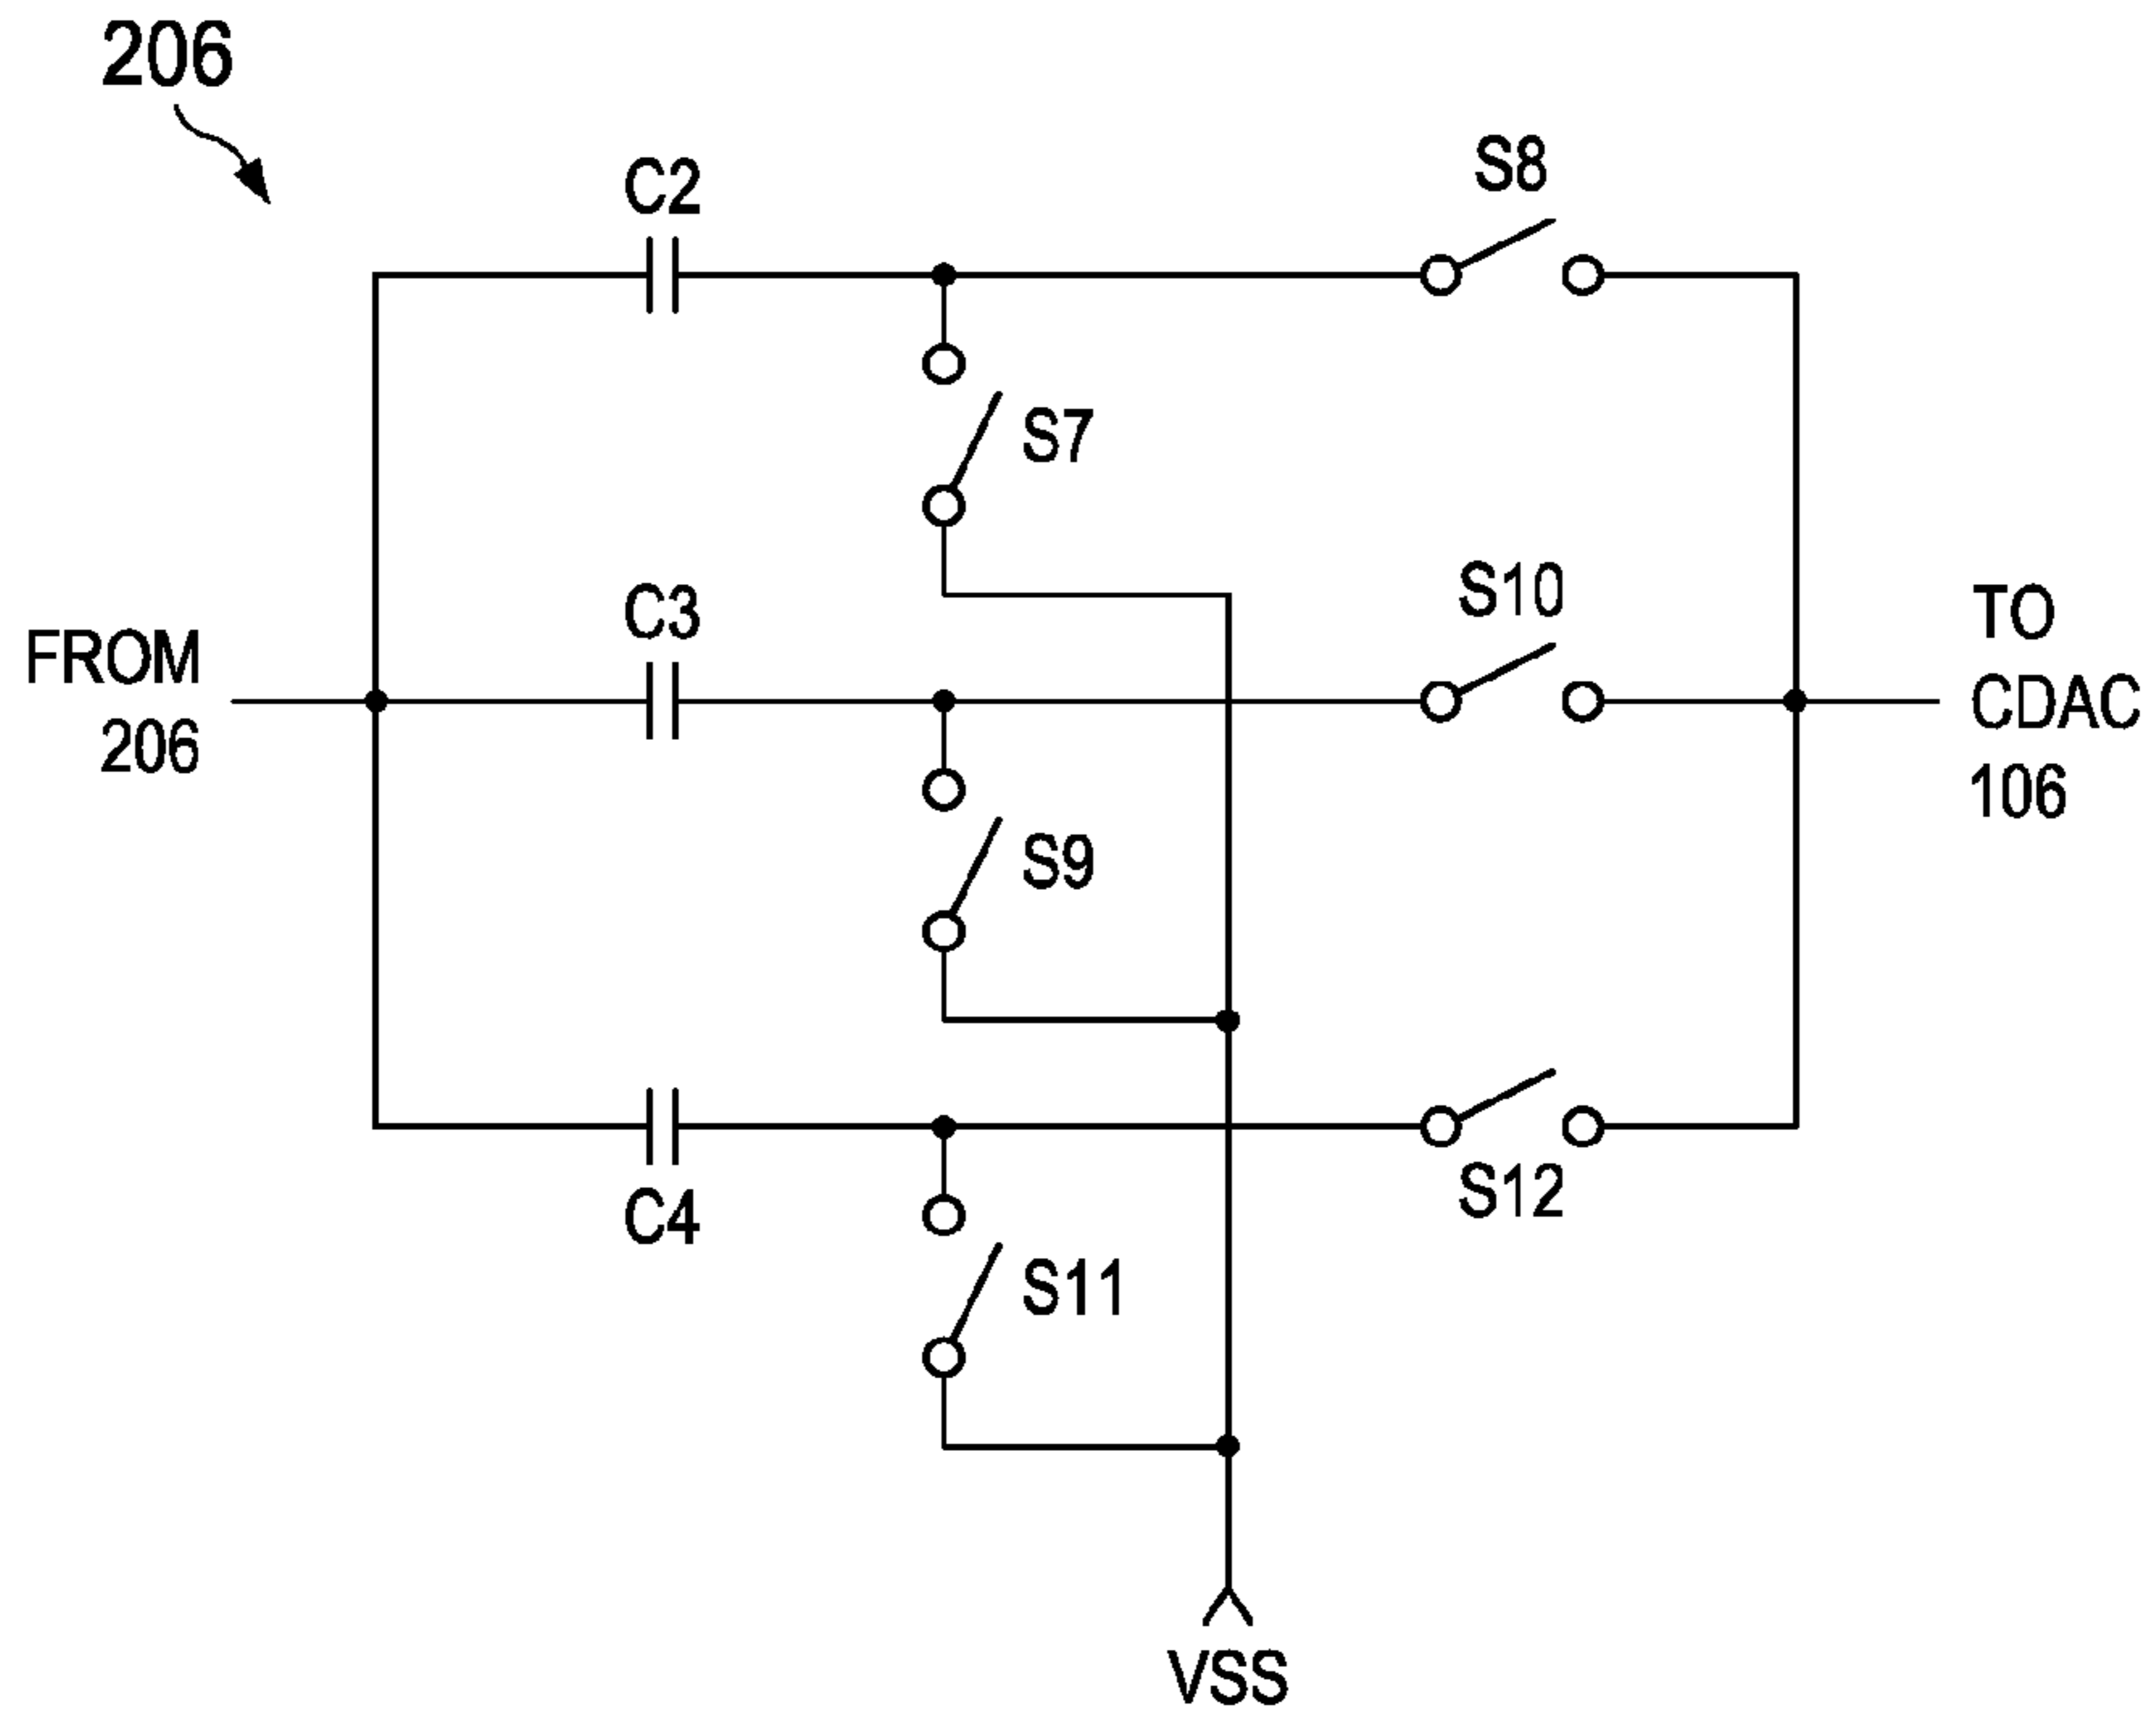 206
C2
S8
S7
C3
S10
FROM
206
TO
CDAC
106
S9
C4
S12
S11
VSS